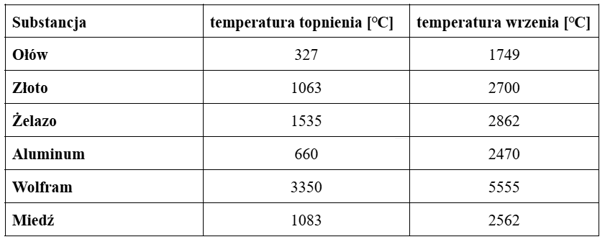 Substancja temperatura topnienia [°C] temperatura wrzenia [°C]
Ołów 327 1749
Złoto 1063 2700
Żelazo 1535 2862
Aluminum 660 2470
Wolfram 3350 5555
Miedź 1083 2562